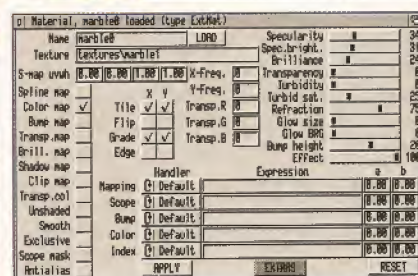 Material, marble0 loaded (type ExtMat)
Name marble0 LOAD
Texture textures\marble1
S-map uvwh 0.00 0.00 1.00 1.00 X-Freq. 0
Spline map X Y Y-Freq. 0
Color map Tile Transp.R 0
Bump map Flip Transp.G 0
Transp.map Grade Transp.B 0
Brill. map Edge
Shadow map
Clip map
Transp.col
Unshaded
Smooth
Exclusive
Scope mask
Antialias
Specularity
Spec.bright.
Brilliance
Transparency
Turbidity
Turbid sat.
Refraction
Glow size
Glow BRG
Bump height
Effect 100
Handler Expression a b
Mapping Default 0.00 0.00
Scope Default 0.00 0.00
Bump Default 0.00 0.00
Color Default 0.00 0.00
Index Default 0.00 0.00
APPLY EXTRAS RESET